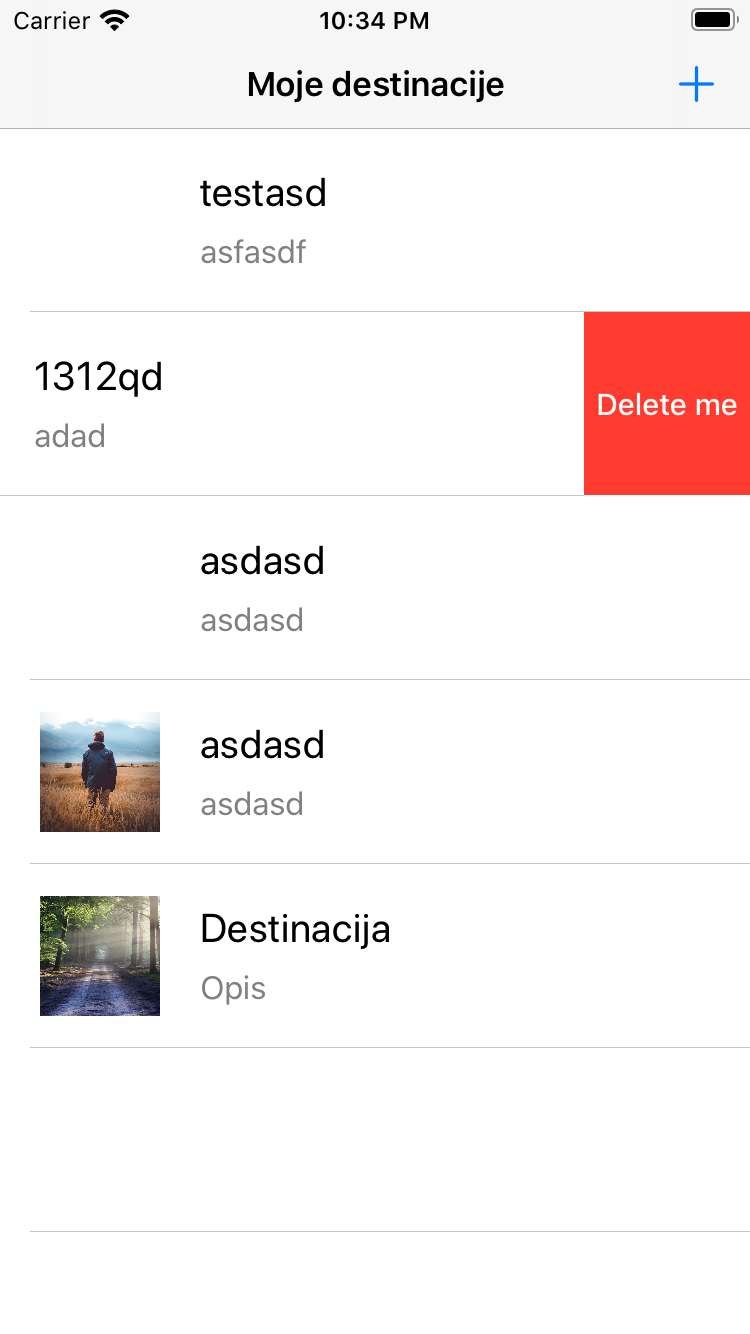 Carrier 10:34 PM
Moje destinacije
testasd
asfasdf
1312qd
adad
Delete me
asdasd
asdasd
asdasd
asdasd
Destinacija
Opis